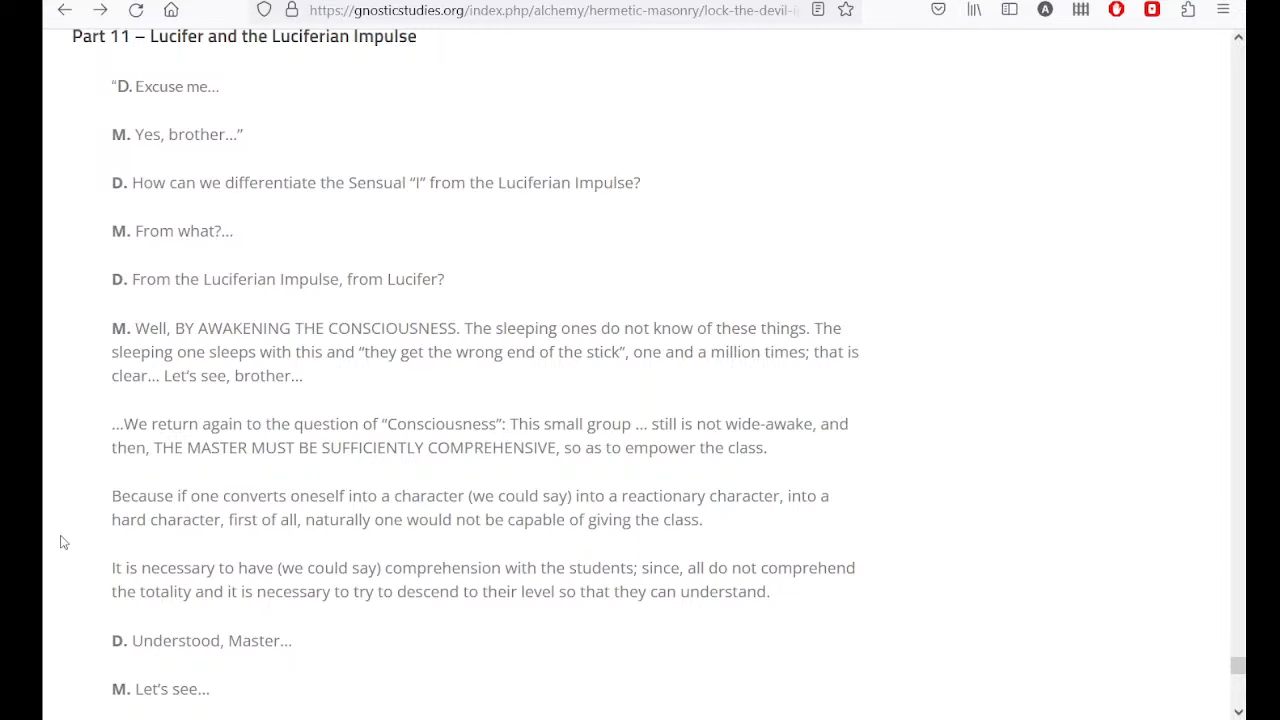 https://gnosticstudies.org/index.php/alchemy/hermetic-masonry/lock-the-devil-i
Part 11 – Lucifer and the Luciferian Impulse
“D. Excuse me…
M. Yes, brother…”
D. How can we differentiate the Sensual “I” from the Luciferian Impulse?
M. From what?…
D. From the Luciferian Impulse, from Lucifer?
M. Well, BY AWAKENING THE CONSCIOUSNESS. The sleeping ones do not know of these things. The
sleeping one sleeps with this and “they get the wrong end of the stick”, one and a million times; that is
clear… Let’s see, brother…
…We return again to the question of “Consciousness”: This small group … still is not wide-awake, and
then, THE MASTER MUST BE SUFFICIENTLY COMPREHENSIVE, so as to empower the class.
Because if one converts oneself into a character (we could say) into a reactionary character, into a
hard character, first of all, naturally one would not be capable of giving the class.
It is necessary to have (we could say) comprehension with the students; since, all do not comprehend
the totality and it is necessary to try to descend to their level so that they can understand.
D. Understood, Master…
M. Let’s see…